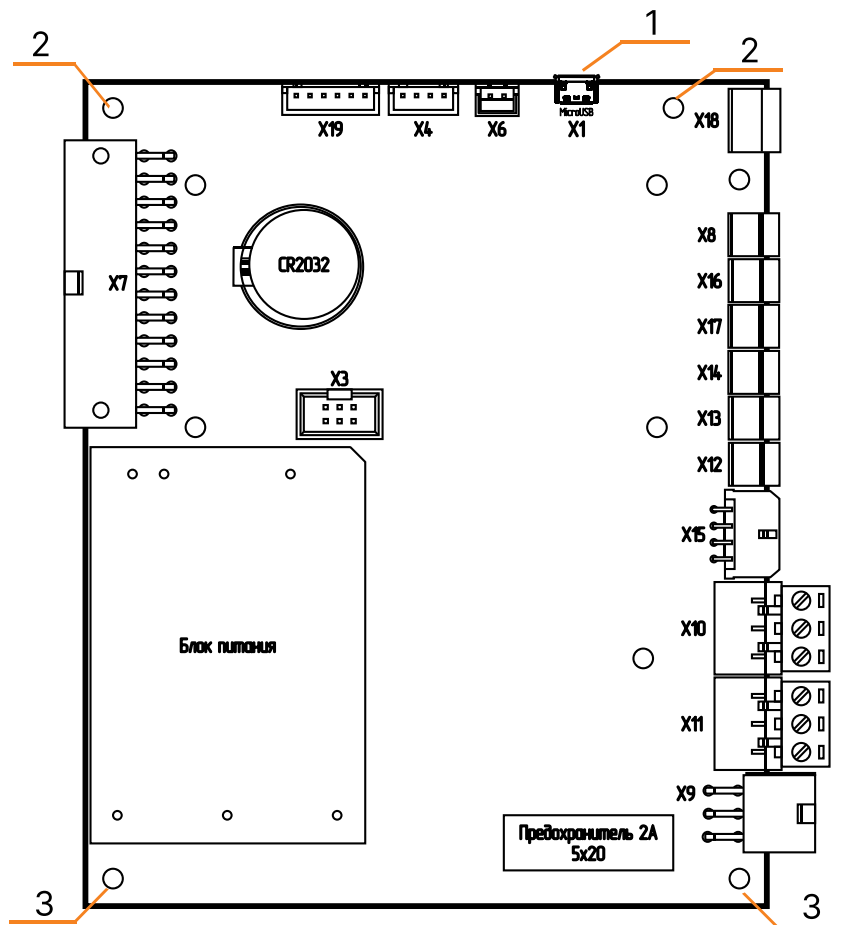 1
2
2
X19
X4
X6
MicroUSB
X1
X18
X8
X7
CR2032
X16
X17
X3
X14
X13
X12
X15
Блок питания
X10
X11
X9
Предохранитель 2А
5x20
3
3